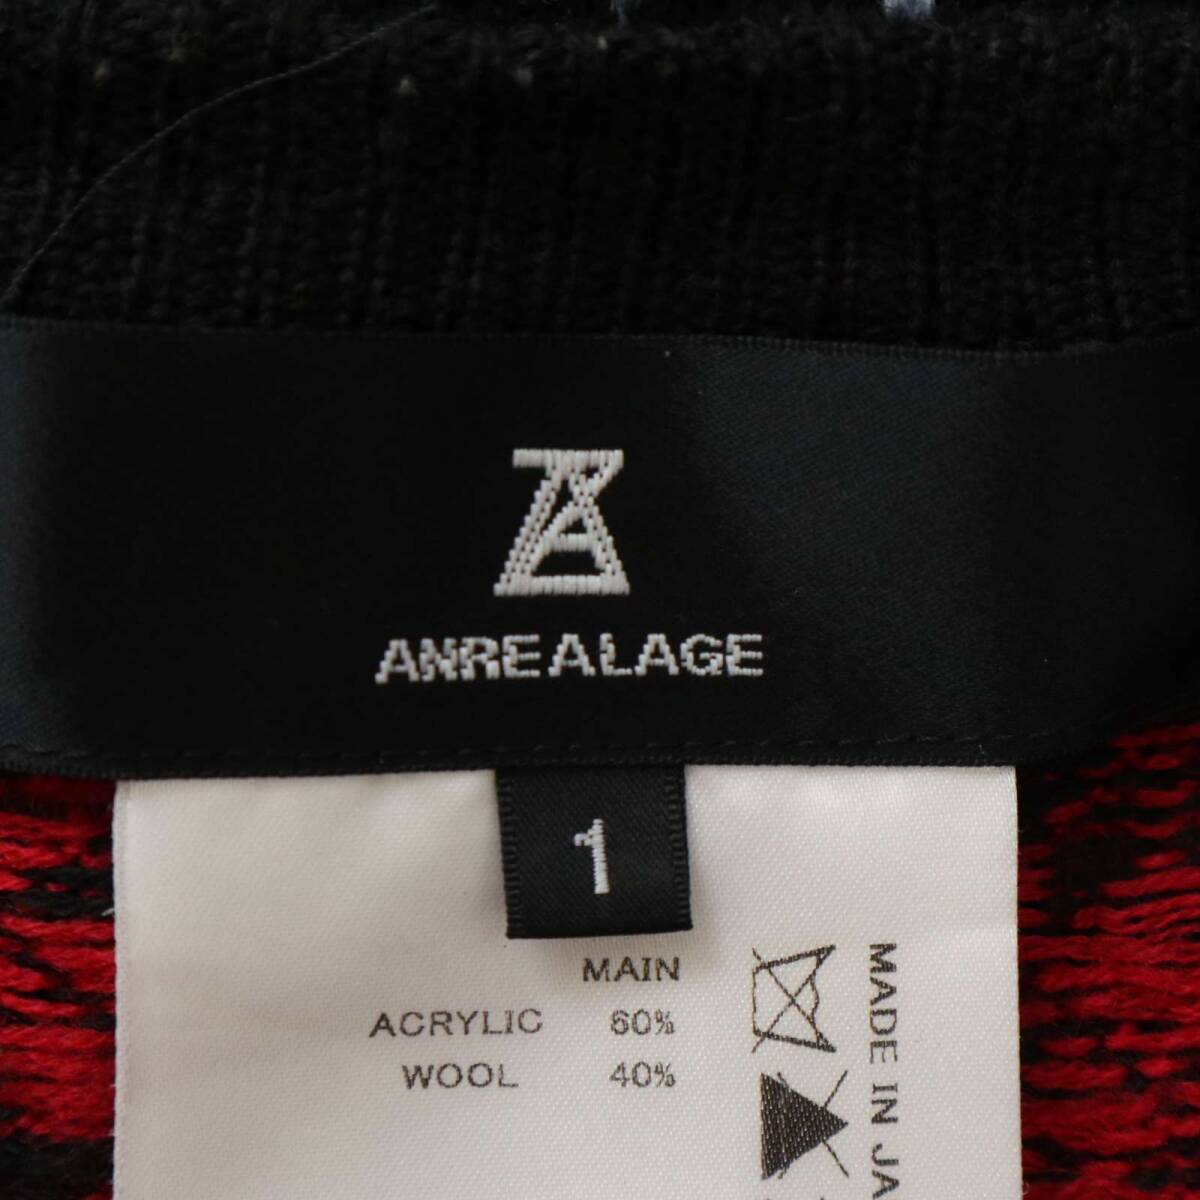 ANREALAGE
1
MAIN
ACRYLIC 60%
WOOL 40%
MADE IN JA